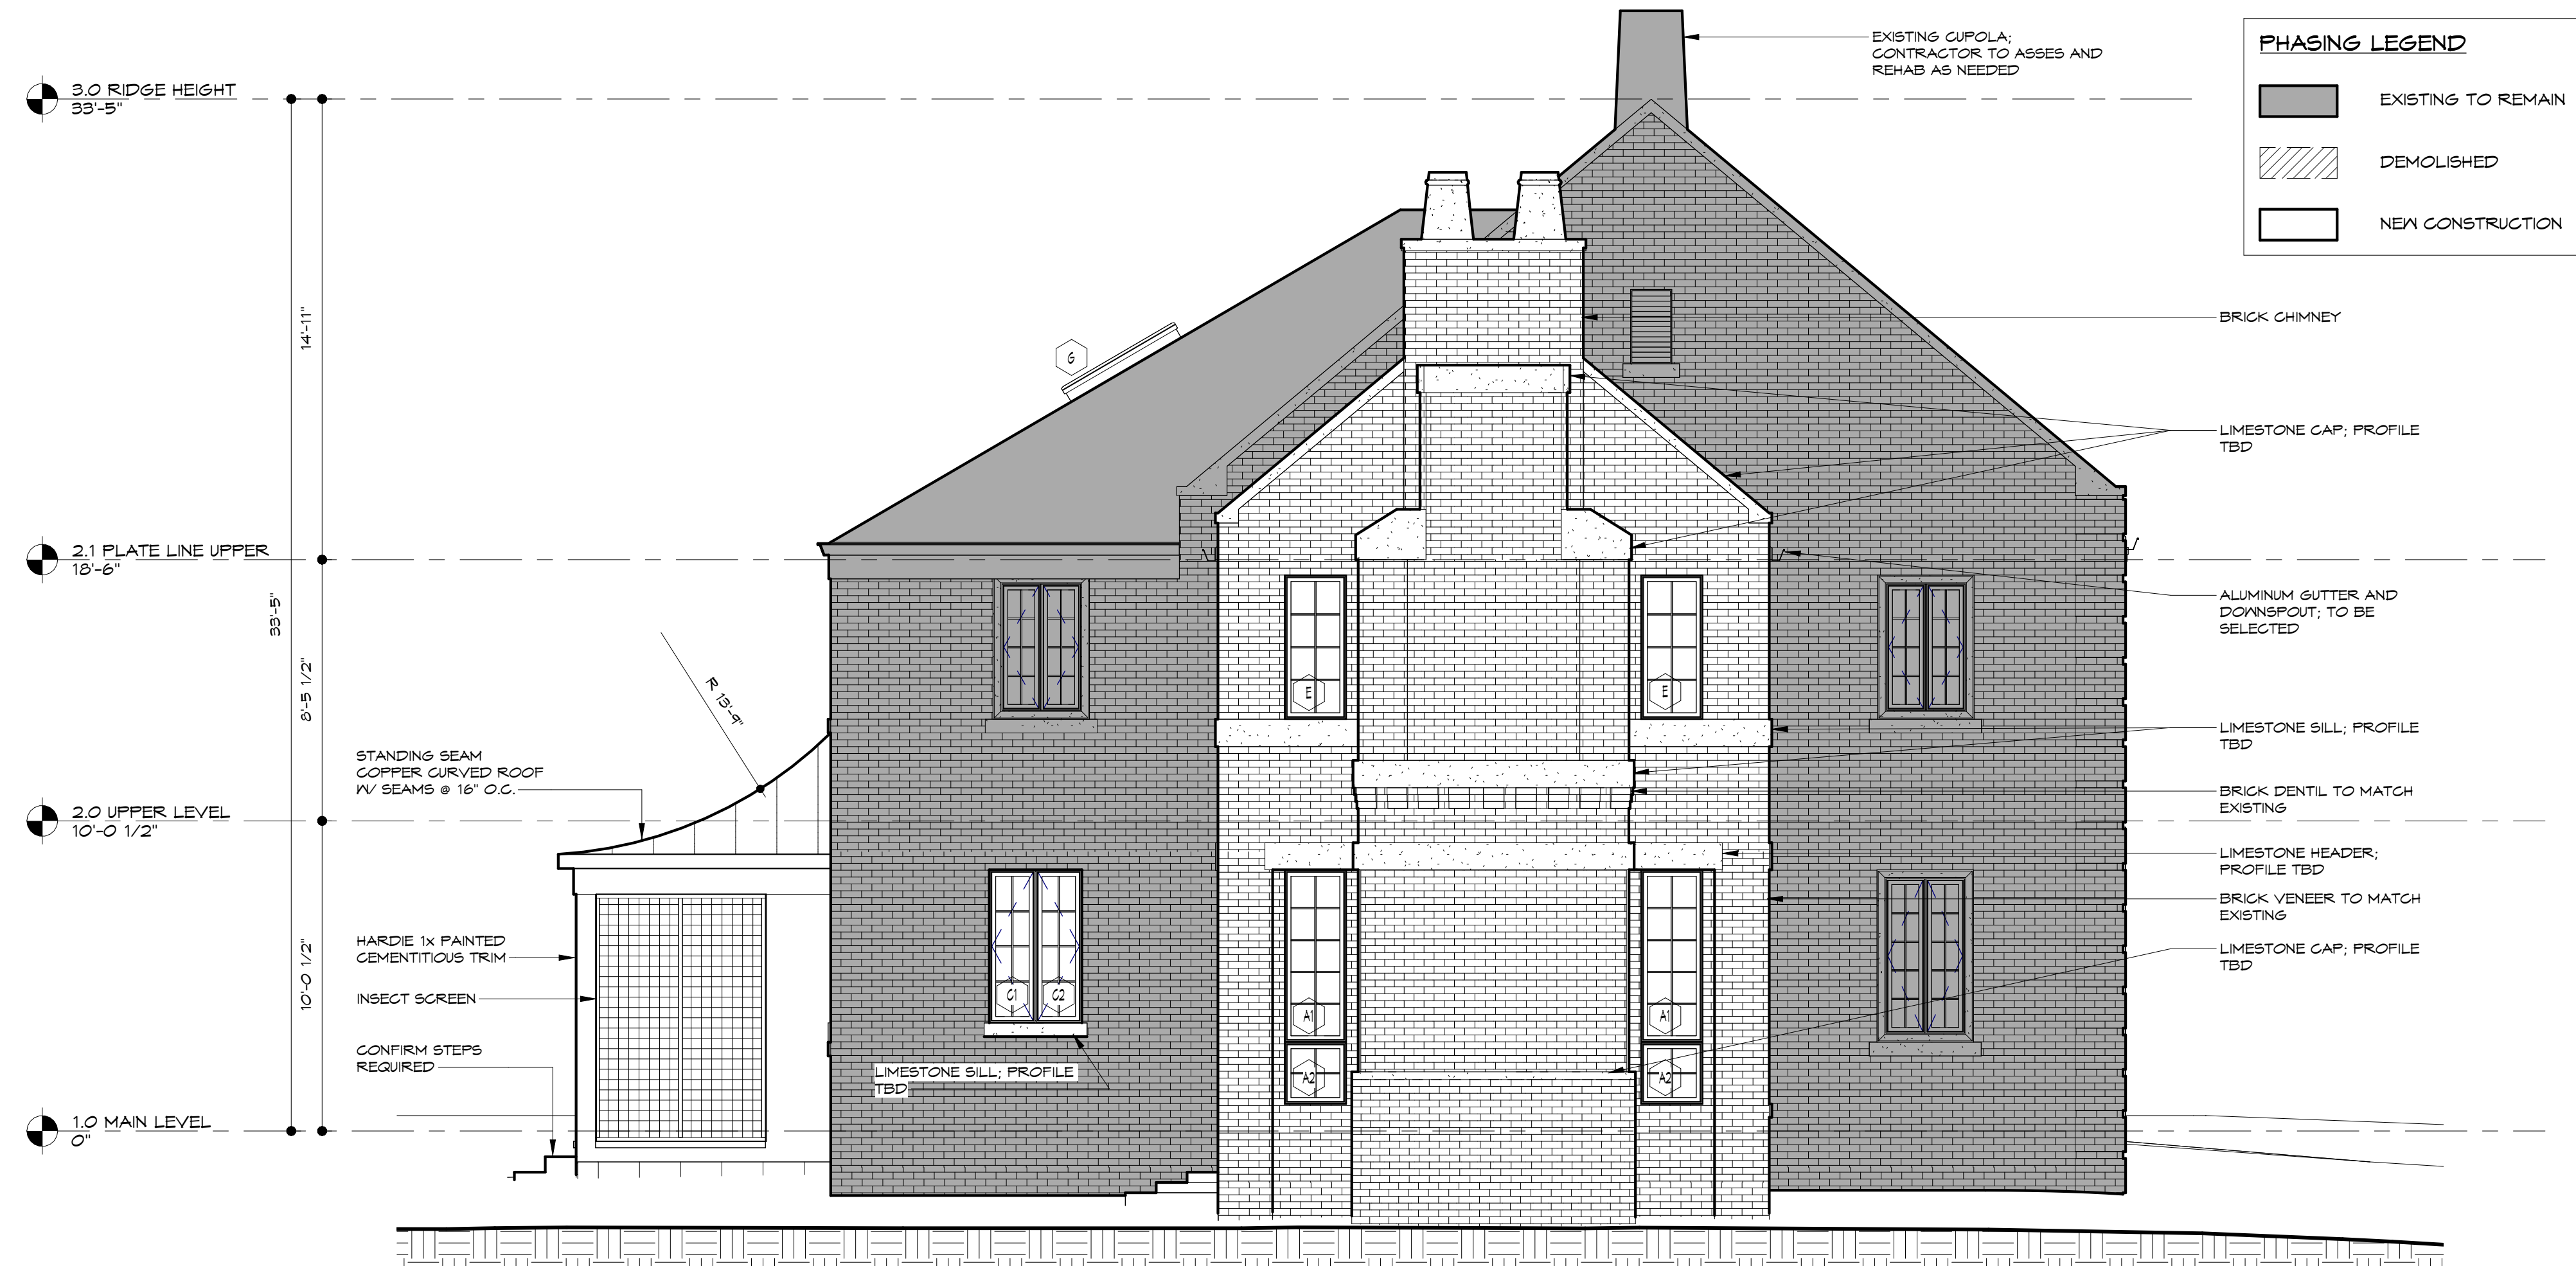 3.0 RIDGE HEIGHT
33'-5"
EXISTING CUPOLA;
CONTRACTOR TO ASSES AND
REHAB AS NEEDED
PHASING LEGEND
EXISTING TO REMAIN
DEMOLISHED
NEW CONSTRUCTION
14'-11"
G
BRICK CHIMNEY
LIMESTONE CAP; PROFILE
TBD
2.1 PLATE LINE UPPER
18'-6"
33'-5"
8'-5 1/2"
R 13'-9"
ALUMINUM GUTTER AND
DOWNSPOUT; TO BE
SELECTED
E
E
LIMESTONE SILL; PROFILE
TBD
STANDING SEAM
COPPER CURVED ROOF
W/ SEAMS @ 16" O.C.
BRICK DENTIL TO MATCH
EXISTING
2.0 UPPER LEVEL
10'-0 1/2"
LIMESTONE HEADER;
PROFILE TBD
BRICK VENEER TO MATCH
EXISTING
HARDIE 1x PAINTED
CEMENTITIOUS TRIM
LIMESTONE CAP; PROFILE
TBD
10'-0 1/2"
INSECT SCREEN
C1
C2
A1
A1
CONFIRM STEPS
REQUIRED
LIMESTONE SILL; PROFILE
TBD
A2
A2
1.0 MAIN LEVEL
0"